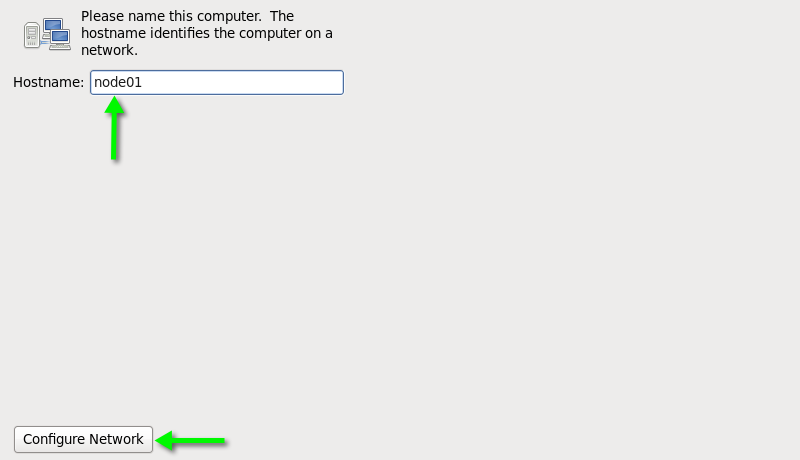 Please name this computer.  The
hostname identifies the computer on a
network.
Hostname: node01
Configure Network